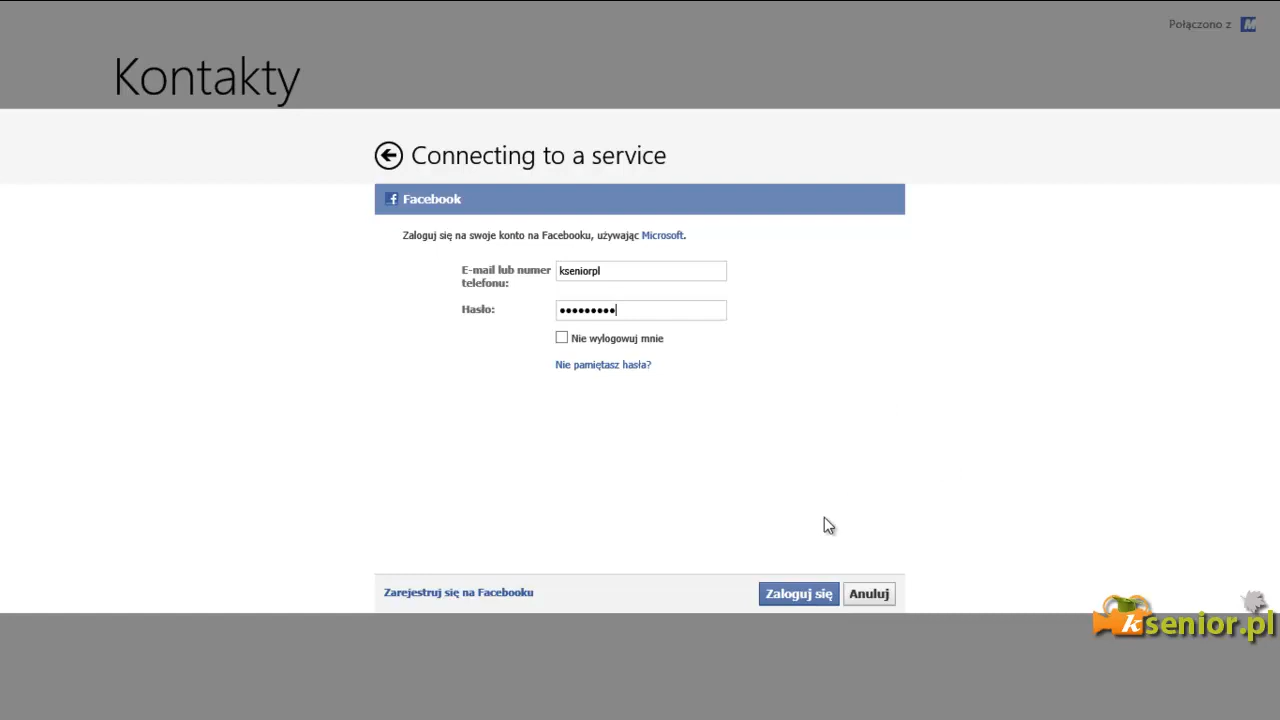 Połączono z
Kontakty
Connecting to a service
Facebook
Zaloguj się na swoje konto na Facebooku, używając Microsoft.
E-mail lub numer
telefonu:
kseniorpl
Hasło:
●●●●●●●●●
Nie wylogowuj mnie
Nie pamiętasz hasła?
Zarejestruj się na Facebooku
Zaloguj się
Anuluj
ksenior.pl